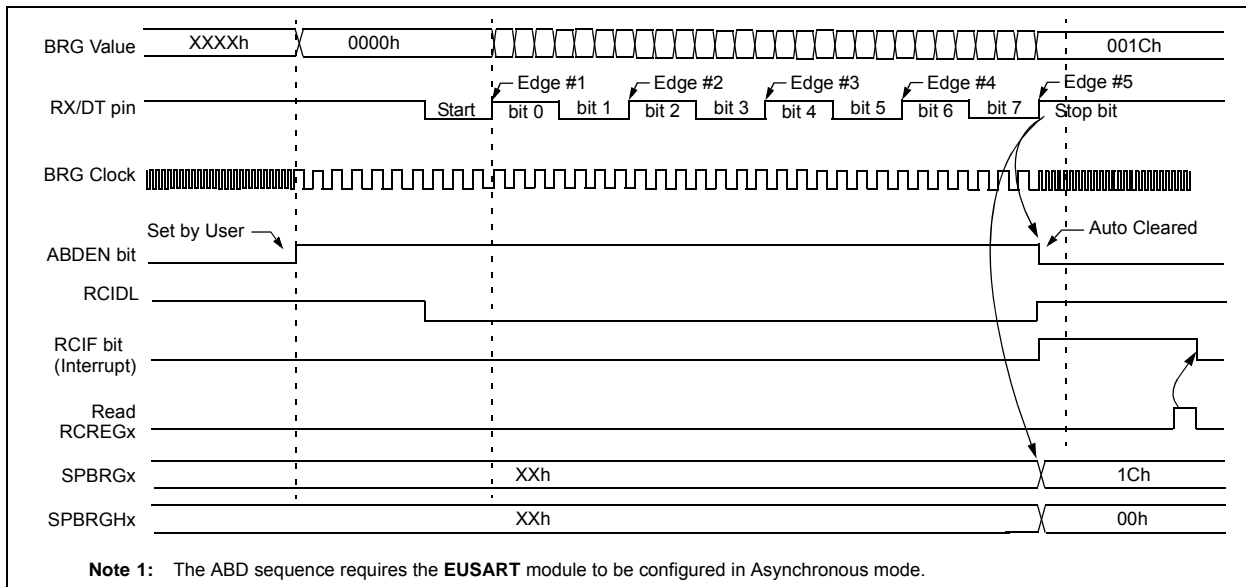 BRG Value XXXXh 0000h 001Ch
Edge #1 Edge #2 Edge #3 Edge #4 Edge #5
RX/DT pin Start bit 0 bit 1 bit 2 bit 3 bit 4 bit 5 bit 6 bit 7 Stop bit
BRG Clock
Set by User Auto Cleared
ABDEN bit
RCIDL
RCIF bit
(Interrupt)
Read
RCREGx
SPBRGx XXh 1Ch
SPBRGHx XXh 00h
Note 1: The ABD sequence requires the EUSART module to be configured in Asynchronous mode.